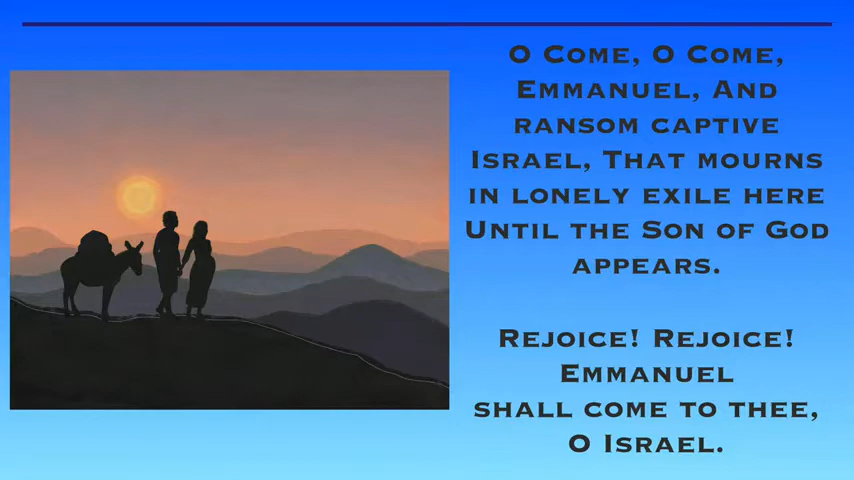 O Come, O Come,
Emmanuel, And
ransom captive
Israel, That mourns
in lonely exile here
Until the Son of God
appears.
Rejoice! Rejoice!
Emmanuel
shall come to thee,
O Israel.